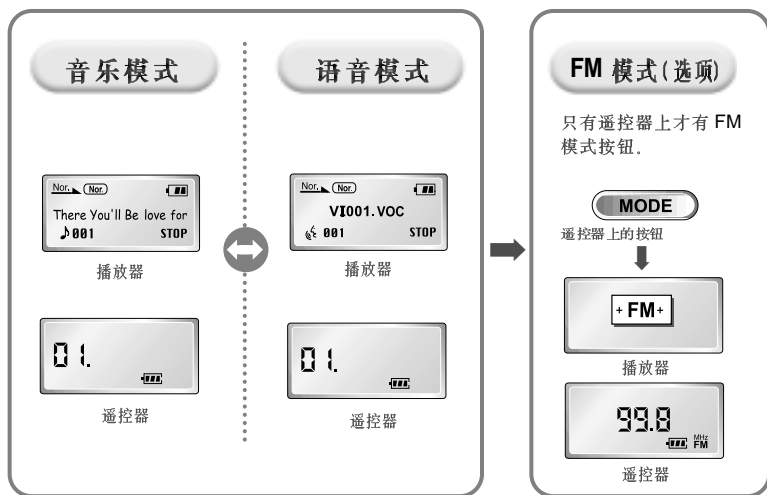 音乐模式
Nor. Nor.
There You'll Be love for
001 STOP
播放器
01.
遥控器
语音模式
Nor. Nor.
VI001.VOC
001 STOP
播放器
01.
遥控器
FM 模式(选项)
只有遥控器上才有 FM
模式按钮.
MODE
遥控器上的按钮
+FM+
播放器
99.8
MHz
FM
遥控器